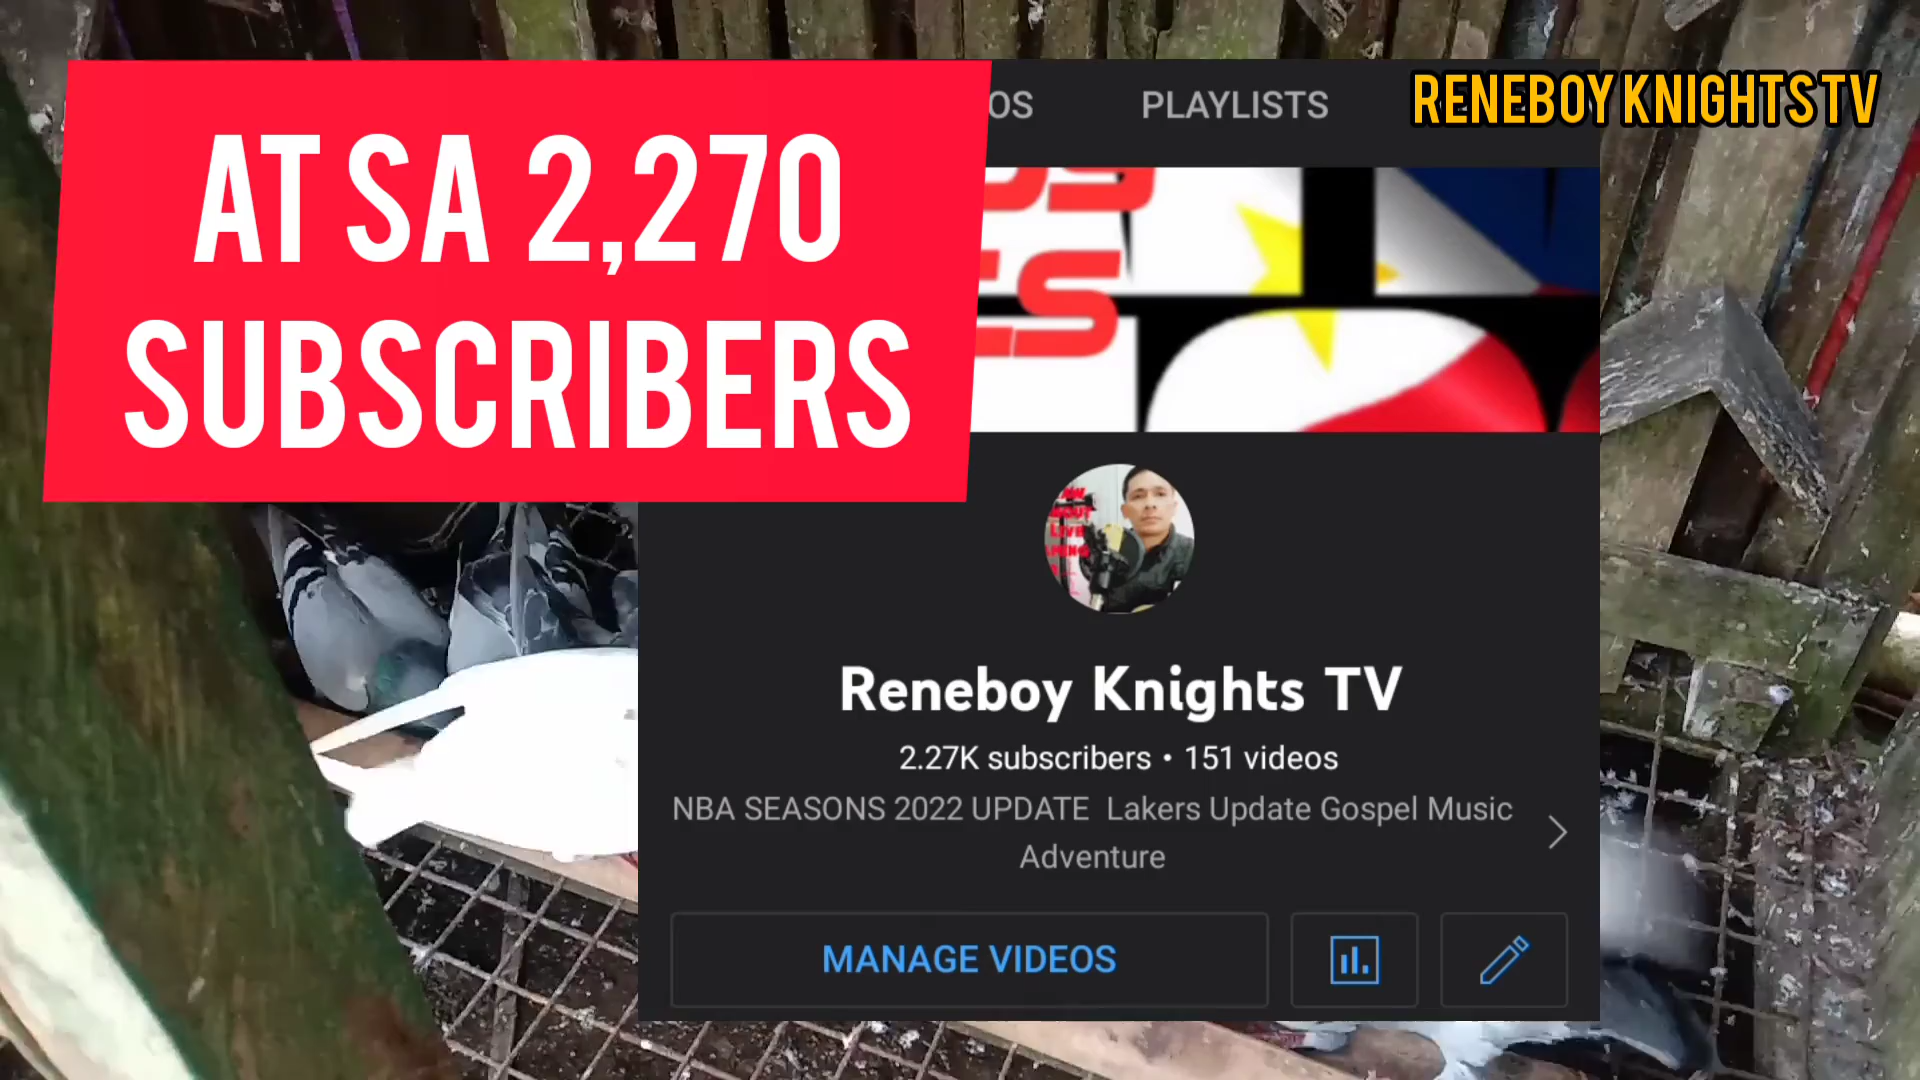 AT SA 2,270
SUBSCRIBERS
PLAYLISTS
RENEBOY KNIGHTS TV
Reneboy Knights TV
2.27K subscribers • 151 videos
NBA SEASONS 2022 UPDATE Lakers Update Gospel Music
Adventure
MANAGE VIDEOS